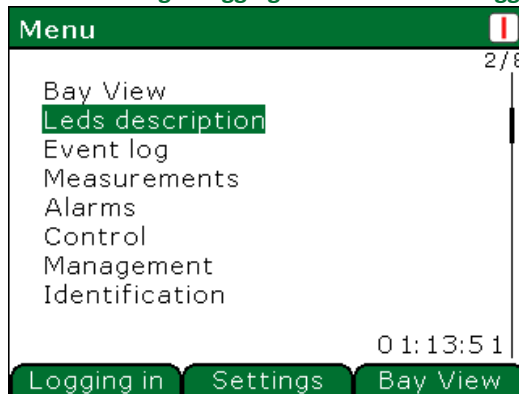 Menu
2/8
Bay View
Leds description
Event log
Measurements
Alarms
Control
Management
Identification
01:13:51
Logging in Settings Bay View